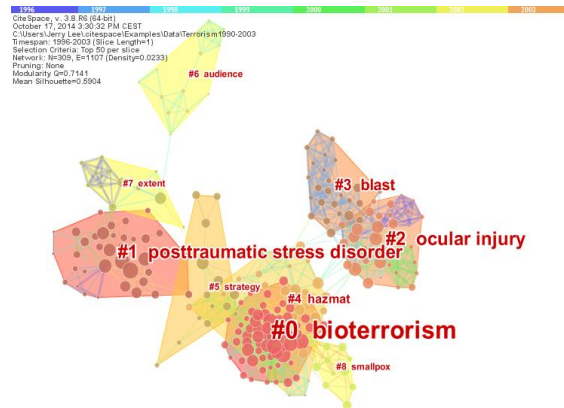 1996 1997 1998 1999 2000 2001 2002 2003
CiteSpace, v. 3.8.R6 (64-bit)
October 17, 2014 3:30:32 PM CEST
C:\Users\Jerry Lee\citespace\Examples\Data\Terrorism1990-2003
Timespan: 1996-2003 (Slice Length=1)
Selection Criteria: Top 50 per slice
Network: N=309, E=1107 (Density=0.0233)
Pruning: None
Modularity Q=0.7141
Mean Silhouette=0.5904
#6 audience
#7 extent
#3 blast
#2 ocular injury
#1 posttraumatic stress disorder
#5 strategy
#4 hazmat
#0 bioterrorism
#8 smallpox